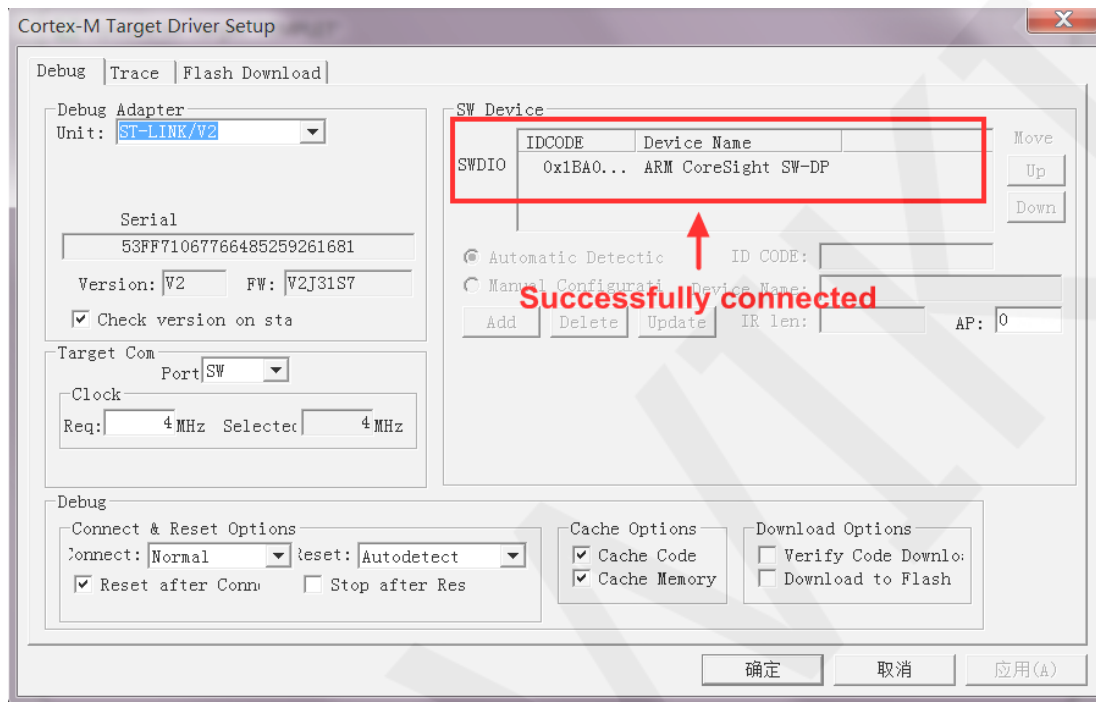 Cortex-M Target Driver Setup
Debug Trace Flash Download
Debug Adapter
Unit: ST-LINK/V2
Serial
53FF71067766485259261681
Version: V2 FW: V2J31S7
Check version on sta
Target Com
Port SW
Clock
Req: 4 MHz Selected 4 MHz
SW Device
IDCODE Device Name Move
SWDIO 0x1BA0... ARM CoreSight SW-DP Up
Down
Automatic Detectic ID CODE:
Manual Configurati Device Name:
Successfully connected
Add Delete Update IR len: AP: 0
Debug
Connect & Reset Options
Connect: Normal Reset: Autodetect
Reset after Conn Stop after Res
Cache Options
Cache Code
Cache Memory
Download Options
Verify Code Downlo
Download to Flash
确定 取消 应用(A)